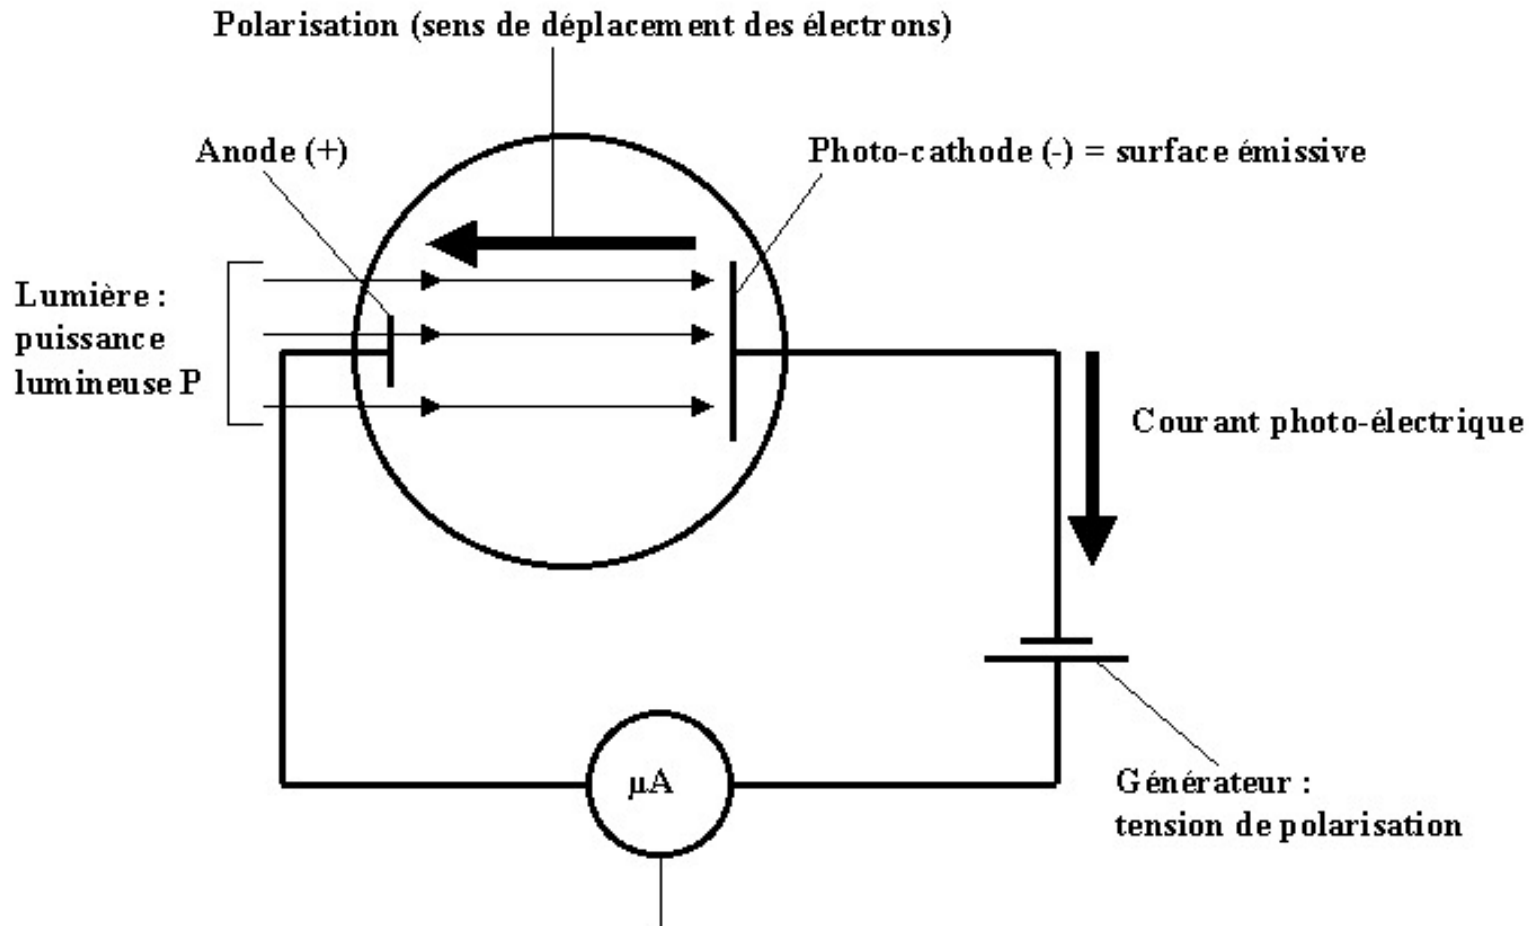 Polarisation (sens de déplacement des électrons)
Anode (+)
Photo-cathode (-) = surface émissive
Lumière :
puissance
lumineuse P
Courant photo-électrique
µA
Générateur :
tension de polarisation